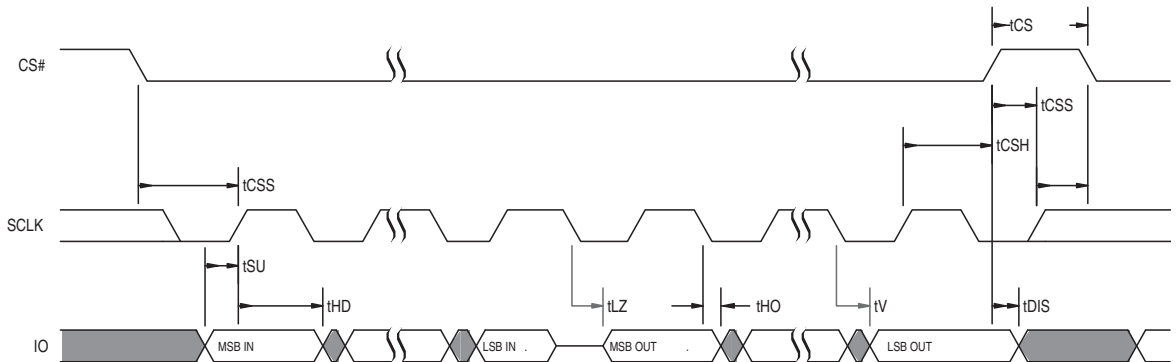 tCS
CS#
tCSS
tCSH
tCSS
SCLK
tSU
tHD
tLZ
tHO
tV
tDIS
IO
MSB IN
LSB IN .
MSB OUT .
LSB OUT